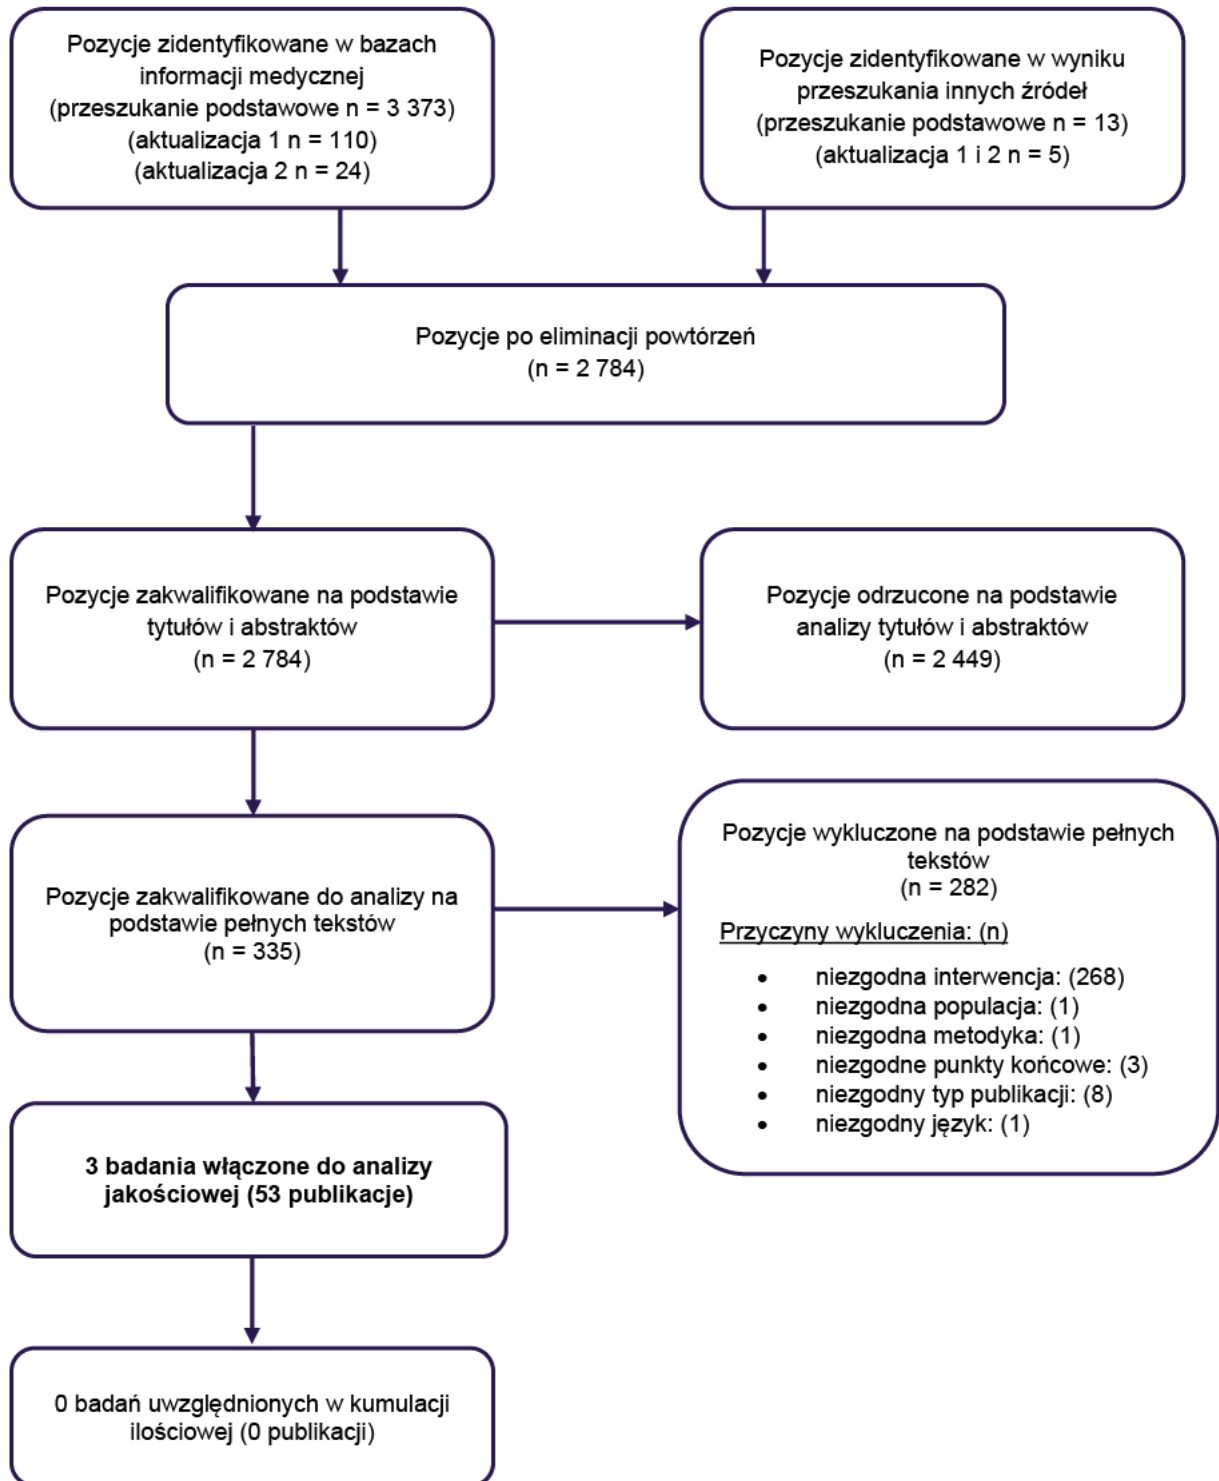 Pozycje zidentyfikowane w bazach
informacji medycznej
(przeszukanie podstawowe n = 3 373)
(aktualizacja 1 n = 110)
(aktualizacja 2 n = 24)
Pozycje zidentyfikowane w wyniku
przeszukania innych źródeł
(przeszukanie podstawowe n = 13)
(aktualizacja 1 i 2 n = 5)
Pozycje po eliminacji powtórzeń
(n = 2 784)
Pozycje zakwalifikowane na podstawie
tytułów i abstraktów
(n = 2 784)
Pozycje odrzucone na podstawie
analizy tytułów i abstraktów
(n = 2 449)
Pozycje zakwalifikowane do analizy na
podstawie pełnych tekstów
(n = 335)
Pozycje wykluczone na podstawie pełnych
tekstów
(n = 282)
Przyczyny wykluczenia: (n)
• niezgodna interwencja: (268)
• niezgodna populacja: (1)
• niezgodna metodyka: (1)
• niezgodne punkty końcowe: (3)
• niezgodny typ publikacji: (8)
• niezgodny język: (1)
3 badania włączone do analizy
jakościowej (53 publikacje)
0 badań uwzględnionych w kumulacji
ilościowej (0 publikacji)